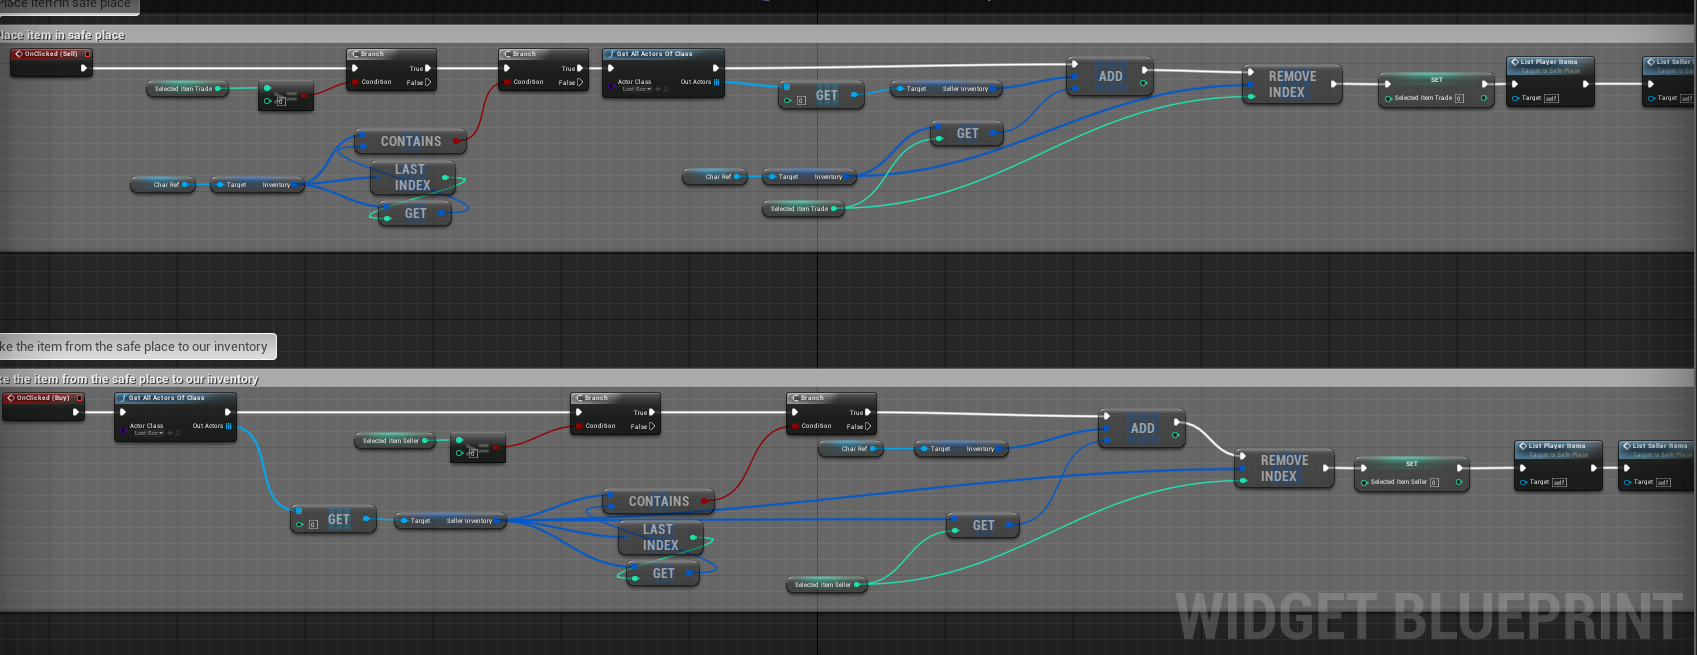 Place item in safe place
lace item in safe place
OnClicked (Sell)
Selected Item Trade
0
Branch
True
Condition
False
Branch
True
Condition
False
Get All Actors Of Class
Actor Class
Loot Box
Out Actors
CONTAINS
LAST
INDEX
GET
Char Ref
Target
Inventory
0
GET
Target
Seller Inventory
GET
Char Ref
Target
Inventory
Selected Item Trade
ADD
REMOVE
INDEX
SET
Selected Item Trade
0
List Player Items
Target is Safe Place
Target
self
List Seller
Target is Sa
Target
self
ke the item from the safe place to our inventory
ke the item from the safe place to our inventory
OnClicked (Buy)
Get All Actors Of Class
Actor Class
Loot Box
Out Actors
Selected Item Seller
0
Branch
True
Condition
False
Branch
True
Condition
False
0
GET
Target
Seller Inventory
CONTAINS
LAST
INDEX
GET
Char Ref
Target
Inventory
GET
Selected Item Seller
ADD
REMOVE
INDEX
SET
Selected Item Seller
0
List Player Items
Target is Safe Place
Target
self
List Seller Items
Target is Safe Place
Target
self
WIDGET BLUEPRINT